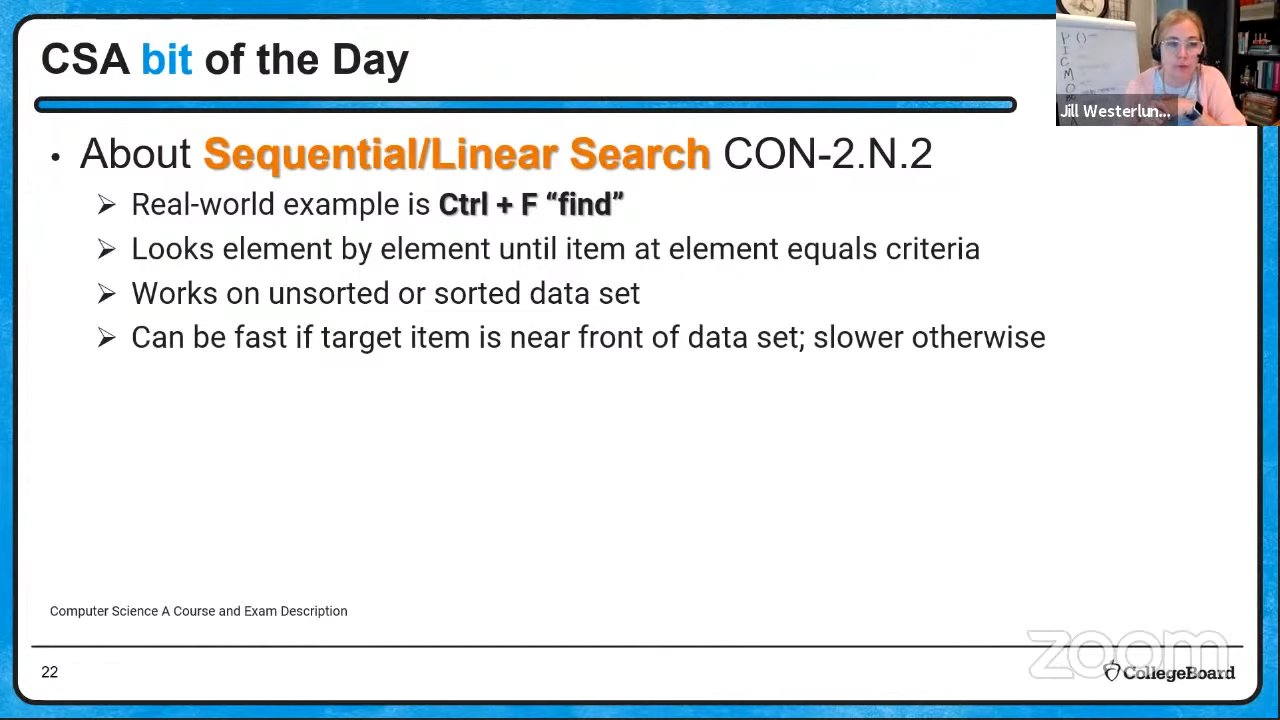 CSA bit of the Day
• About Sequential/Linear Search CON-2.N.2
➢ Real-world example is Ctrl + F “find”
➢ Looks element by element until item at element equals criteria
➢ Works on unsorted or sorted data set
➢ Can be fast if target item is near front of data set; slower otherwise
P ()
I
C
M
O
Jill Westerlun...
Computer Science A Course and Exam Description
zoom
22
CollegeBoard